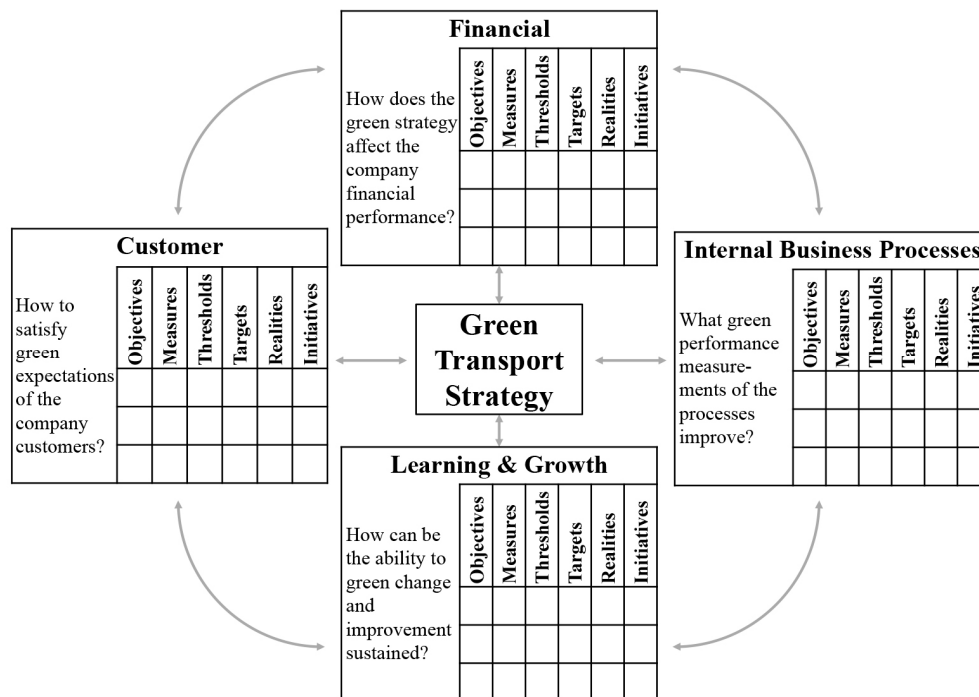 Financial
How does the
green strategy
affect the
company
financial
performance?
Objectives
Measures
Thresholds
Targets
Realities
Initiatives
Customer
How to
satisfy
green
expectations
of the
company
customers?
Objectives
Measures
Thresholds
Targets
Realities
Initiatives
Green
Transport
Strategy
Internal Business Processes
What green
performance
measure-
ments of the
processes
improve?
Objectives
Measures
Thresholds
Targets
Realities
Initiatives
Learning & Growth
How can be
the ability to
green change
and
improvement
sustained?
Objectives
Measures
Thresholds
Targets
Realities
Initiatives